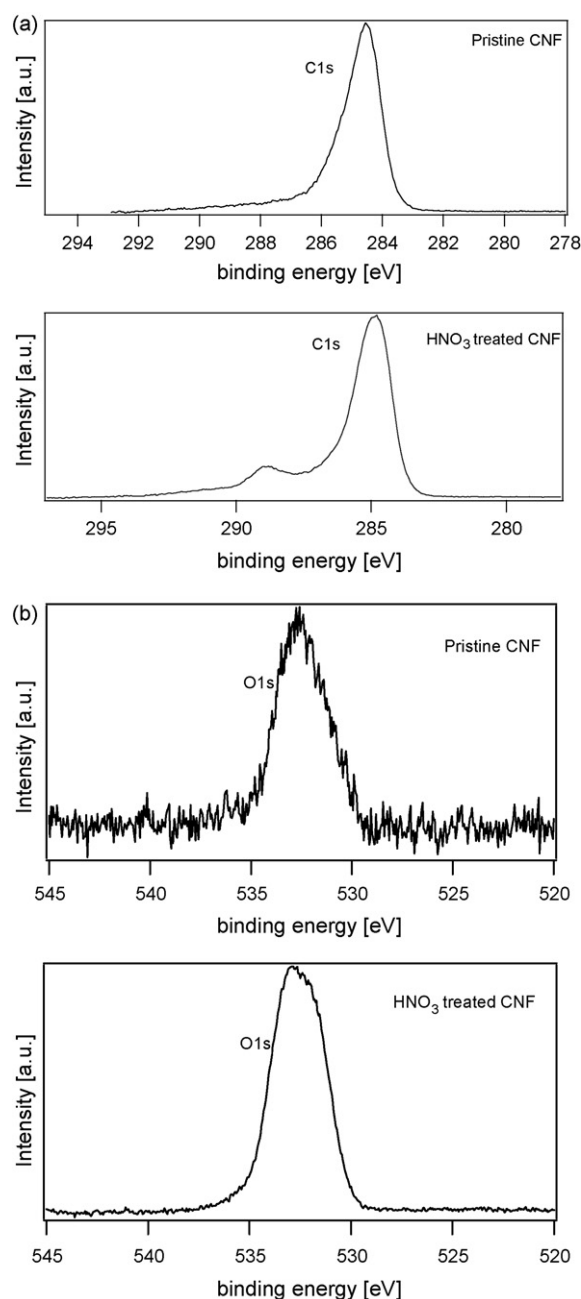 (a)
Pristine CNF
C1s
Intensity [a.u.]
294 292 290 288 286 284 282 280 278
binding energy [eV]
HNO3 treated CNF
C1s
Intensity [a.u.]
295 290 285 280
binding energy [eV]
(b)
Pristine CNF
O1s
Intensity [a.u.]
545 540 535 530 525 520
binding energy [eV]
HNO3 treated CNF
O1s
Intensity [a.u.]
545 540 535 530 525 520
binding energy [eV]